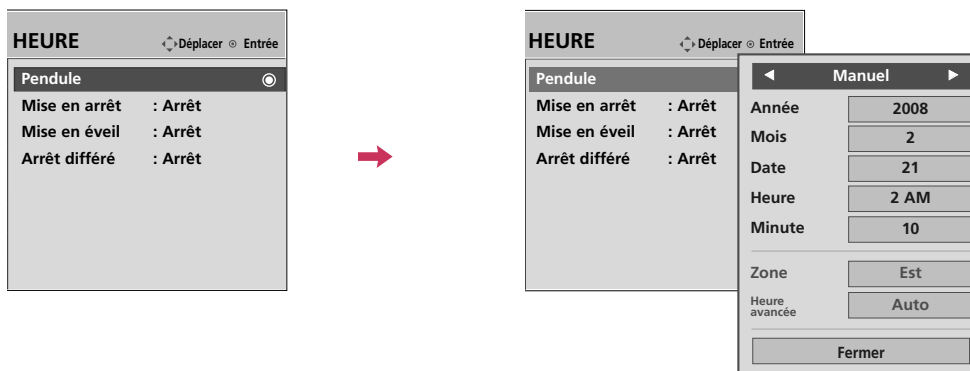 HEURE Déplacer Entrée
Pendule
Mise en arrêt : Arrêt
Mise en éveil : Arrêt
Arrêt différé : Arrêt
HEURE Déplacer Entrée
Pendule
Mise en arrêt : Arrêt
Mise en éveil : Arrêt
Arrêt différé : Arrêt
Manuel
Année 2008
Mois 2
Date 21
Heure 2 AM
Minute 10
Zone Est
Heure
avancée Auto
Fermer